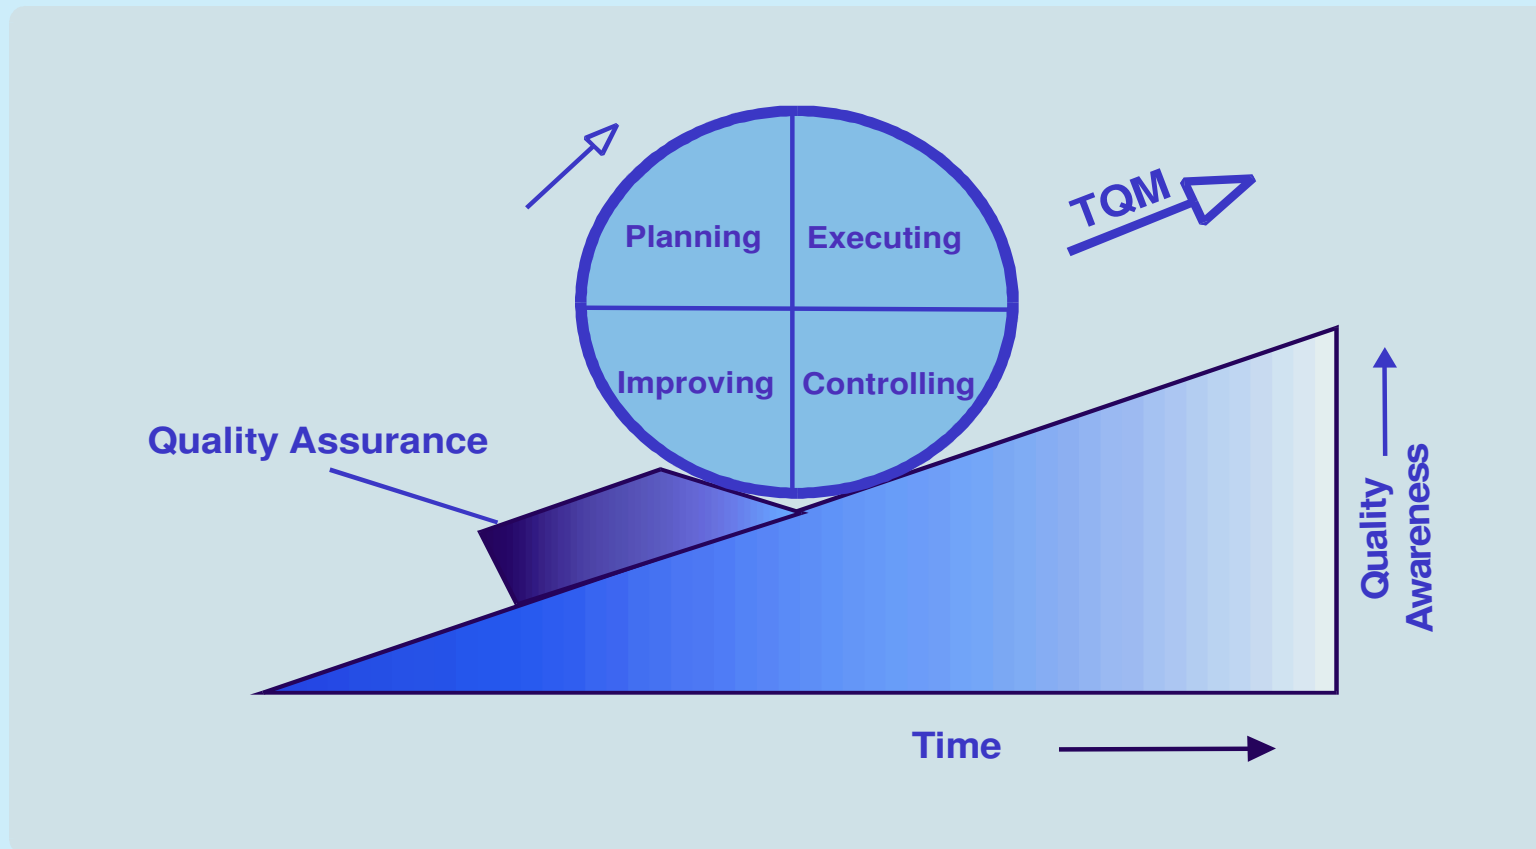 TQM
Planning
Executing
Improving
Controlling
Quality Assurance
Quality
Awareness
Time